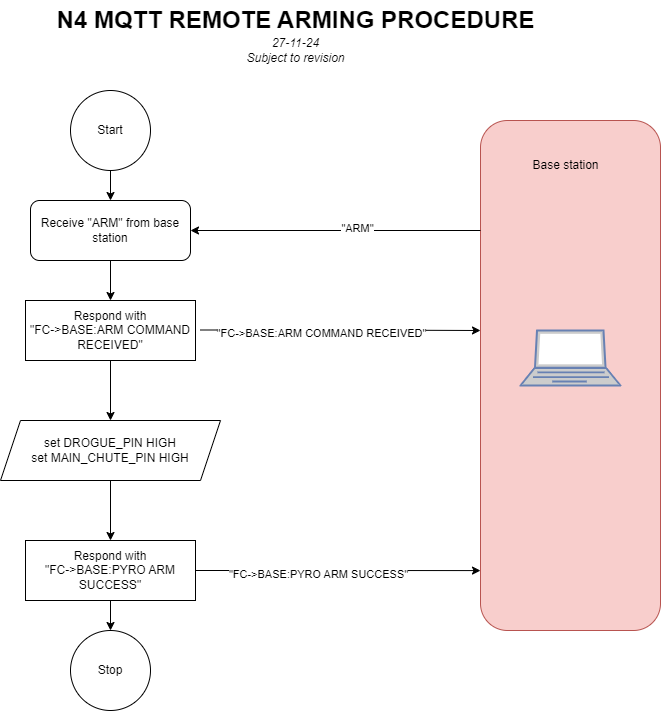 N4 MQTT REMOTE ARMING PROCEDURE
27-11-24
Subject to revision
Start
Base station
Receive "ARM" from base
station
"ARM"
Respond with
"FC->BASE:ARM COMMAND
RECEIVED"
"FC->BASE:ARM COMMAND RECEIVED"
set DROGUE_PIN HIGH
set MAIN_CHUTE_PIN HIGH
Respond with
"FC->BASE:PYRO ARM
SUCCESS"
"FC->BASE:PYRO ARM SUCCESS"
Stop